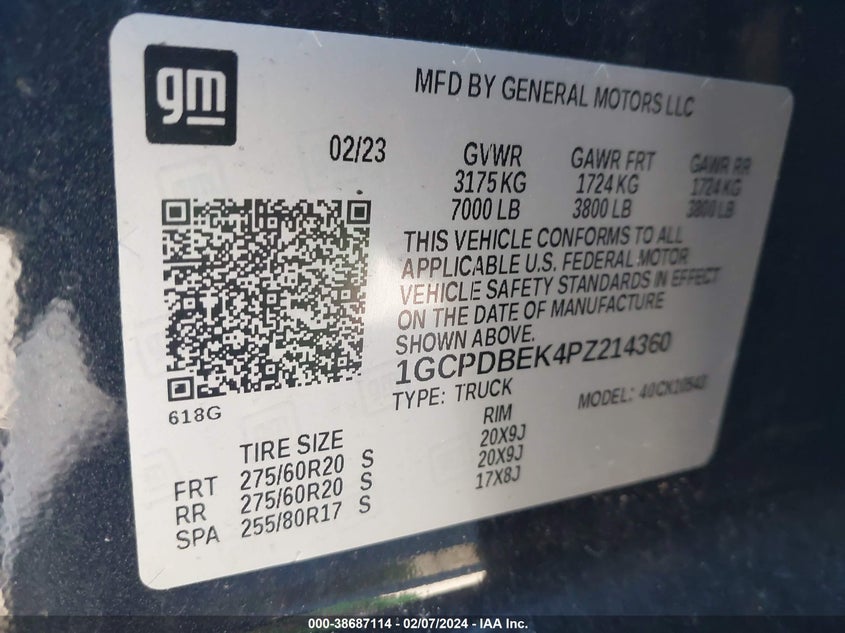 gm
MFD BY GENERAL MOTORS LLC
02/23 GVWR GAWR FRT GAWR RR
3175 KG 1724 KG 1724 KG
7000 LB 3800 LB 3800 LB
THIS VEHICLE CONFORMS TO ALL
APPLICABLE U.S. FEDERAL MOTOR
VEHICLE SAFETY STANDARDS IN EFFECT
ON THE DATE OF MANUFACTURE
SHOWN ABOVE.
1GCPDBEK4PZ214360
TYPE: TRUCK MODEL:
618G
TIRE SIZE RIM
FRT 275/60R20 S 20X9J
RR 275/60R20 S 20X9J
SPA 255/80R17 S 17X8J
000-38687114 - 02/07/2024 - IAA Inc.